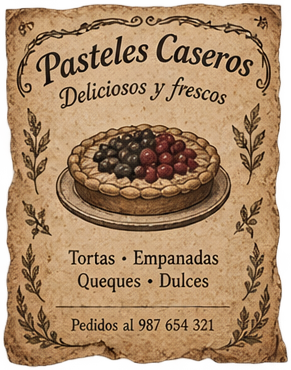 Pasteles Caseros
Deliciosos y frescos
Tortas • Empanadas
Queques • Dulces
Pedidos al 987 654 321